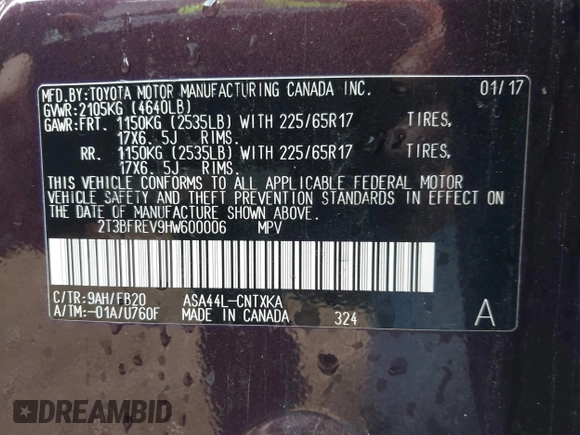 MFD.BY:TOYOTA MOTOR MANUFACTURING CANADA INC. 01/17
GVWR:2105KG (4640LB)
GAWR:FRT. 1150KG (2535LB) WITH 225/65R17 TIRES,
17X6. 5J RIMS.
RR. 1150KG (2535LB) WITH 225/65R17 TIRES,
17X6. 5J RIMS.
THIS VEHICLE CONFORMS TO ALL APPLICABLE FEDERAL MOTOR
VEHICLE SAFETY AND THEFT PREVENTION STANDARDS IN EFFECT ON
THE DATE OF MANUFACTURE SHOWN ABOVE.
2T3BFREV9HW600006 MPV
C/TR:9AH/FB20 ASA44L-CNTXKA
A/TM:-01A/U760F MADE IN CANADA 324 A
DREAMBID